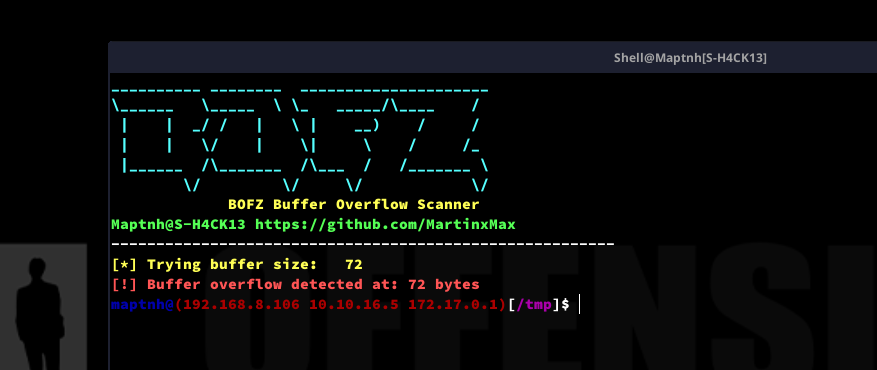 Shell@Maptnh[S-H4CK13]
BOFZ
BOFZ Buffer Overflow Scanner
Maptnh@S-H4CK13 https://github.com/MartinxMax
--------------------------------------------------------
[*] Trying buffer size:   72
[!] Buffer overflow detected at: 72 bytes
maptnh@(192.168.8.106 10.10.16.5 172.17.0.1)[/tmp]$
OFFENSI